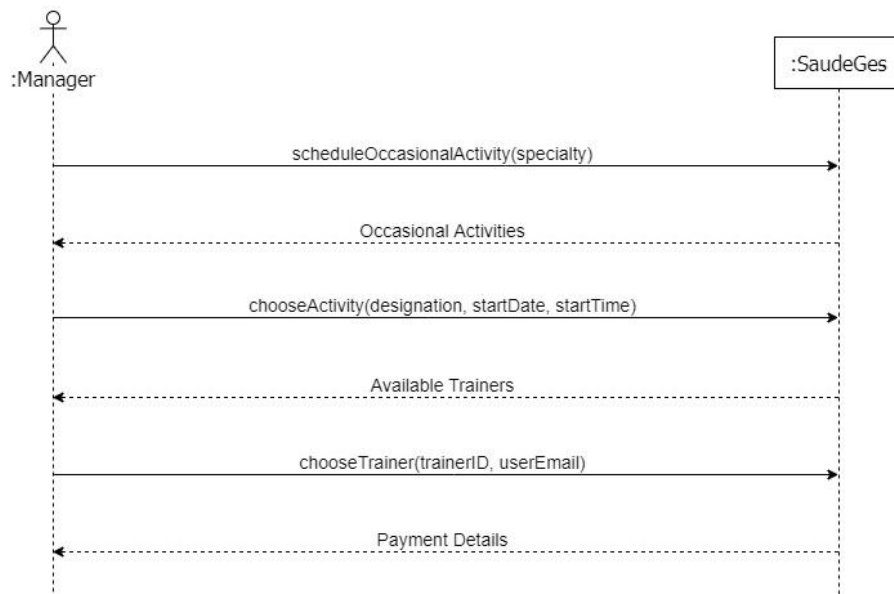 :Manager
:SaudeGes
scheduleOccasionalActivity(specialty)
Occasional Activities
chooseActivity(designation, startDate, startTime)
Available Trainers
chooseTrainer(trainerID, userEmail)
Payment Details